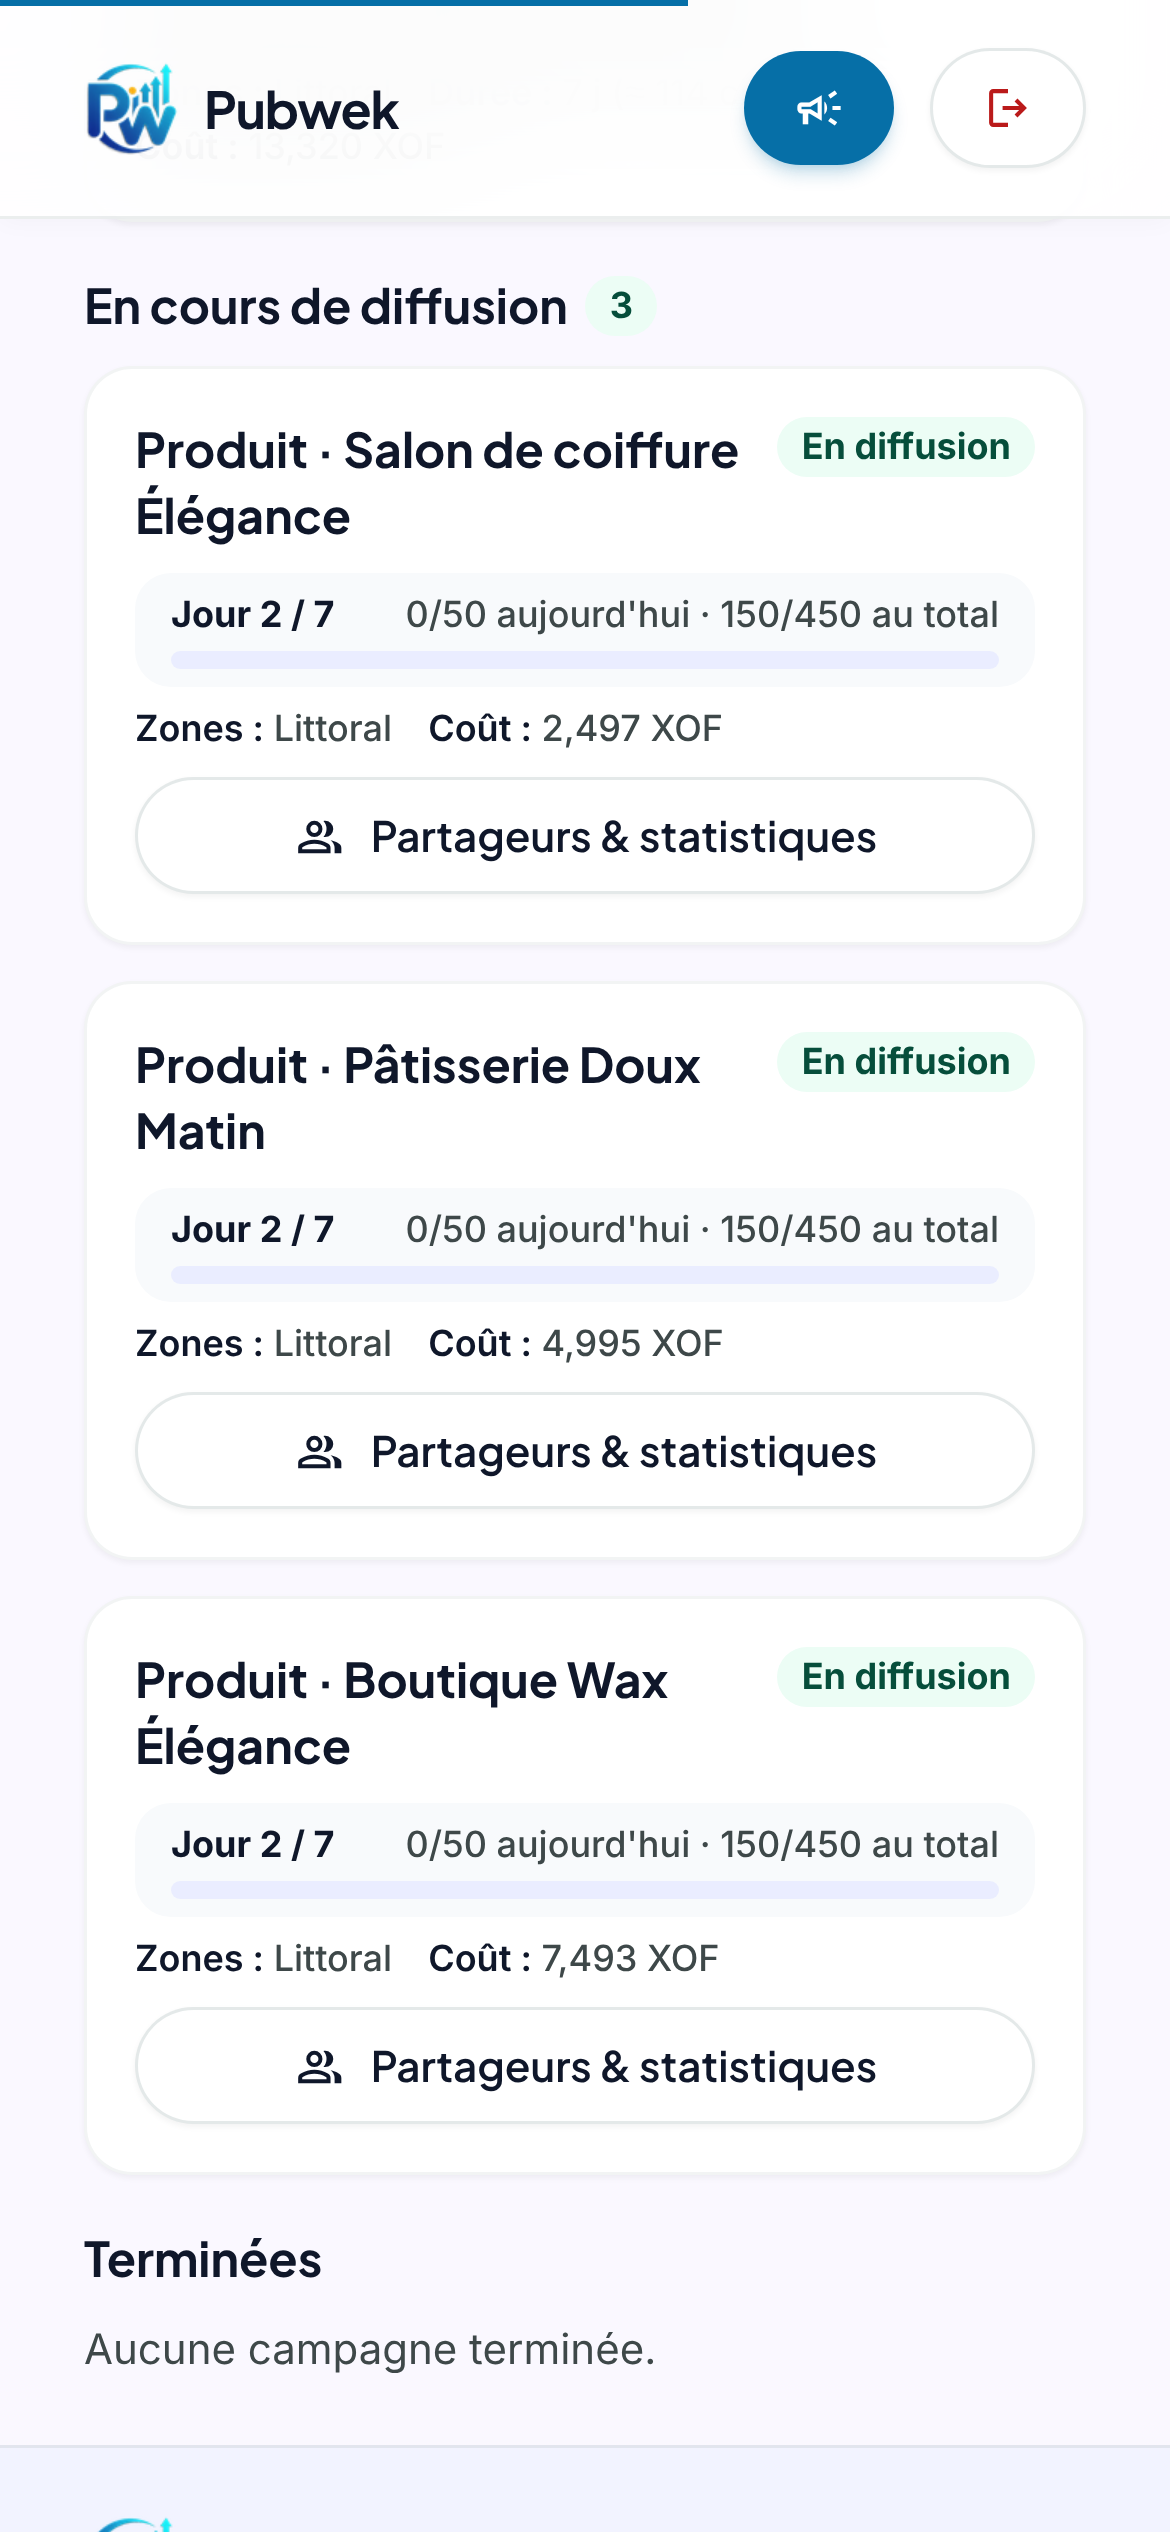 Pubwek
Coût : 13,320 XOF
En cours de diffusion 3
Produit · Salon de coiffure
Élégance
En diffusion
Jour 2 / 7 0/50 aujourd'hui · 150/450 au total
Zones : Littoral Coût : 2,497 XOF
Partageurs & statistiques
Produit · Pâtisserie Doux
Matin
En diffusion
Jour 2 / 7 0/50 aujourd'hui · 150/450 au total
Zones : Littoral Coût : 4,995 XOF
Partageurs & statistiques
Produit · Boutique Wax
Élégance
En diffusion
Jour 2 / 7 0/50 aujourd'hui · 150/450 au total
Zones : Littoral Coût : 7,493 XOF
Partageurs & statistiques
Terminées
Aucune campagne terminée.